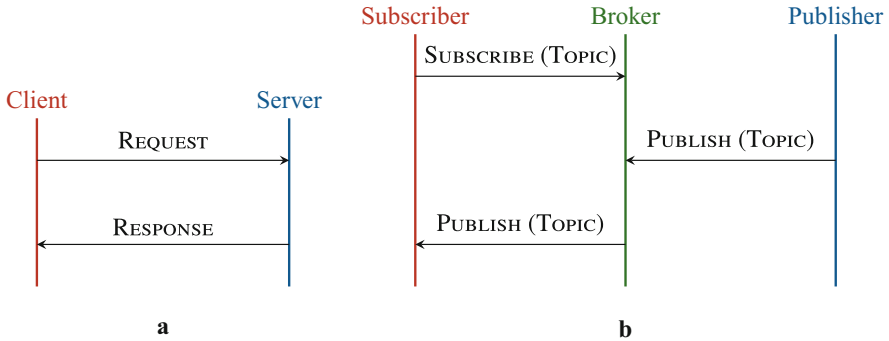 Client
Server
REQUEST
RESPONSE
a
Subscriber
Broker
Publisher
SUBSCRIBE (TOPIC)
PUBLISH (TOPIC)
PUBLISH (TOPIC)
b